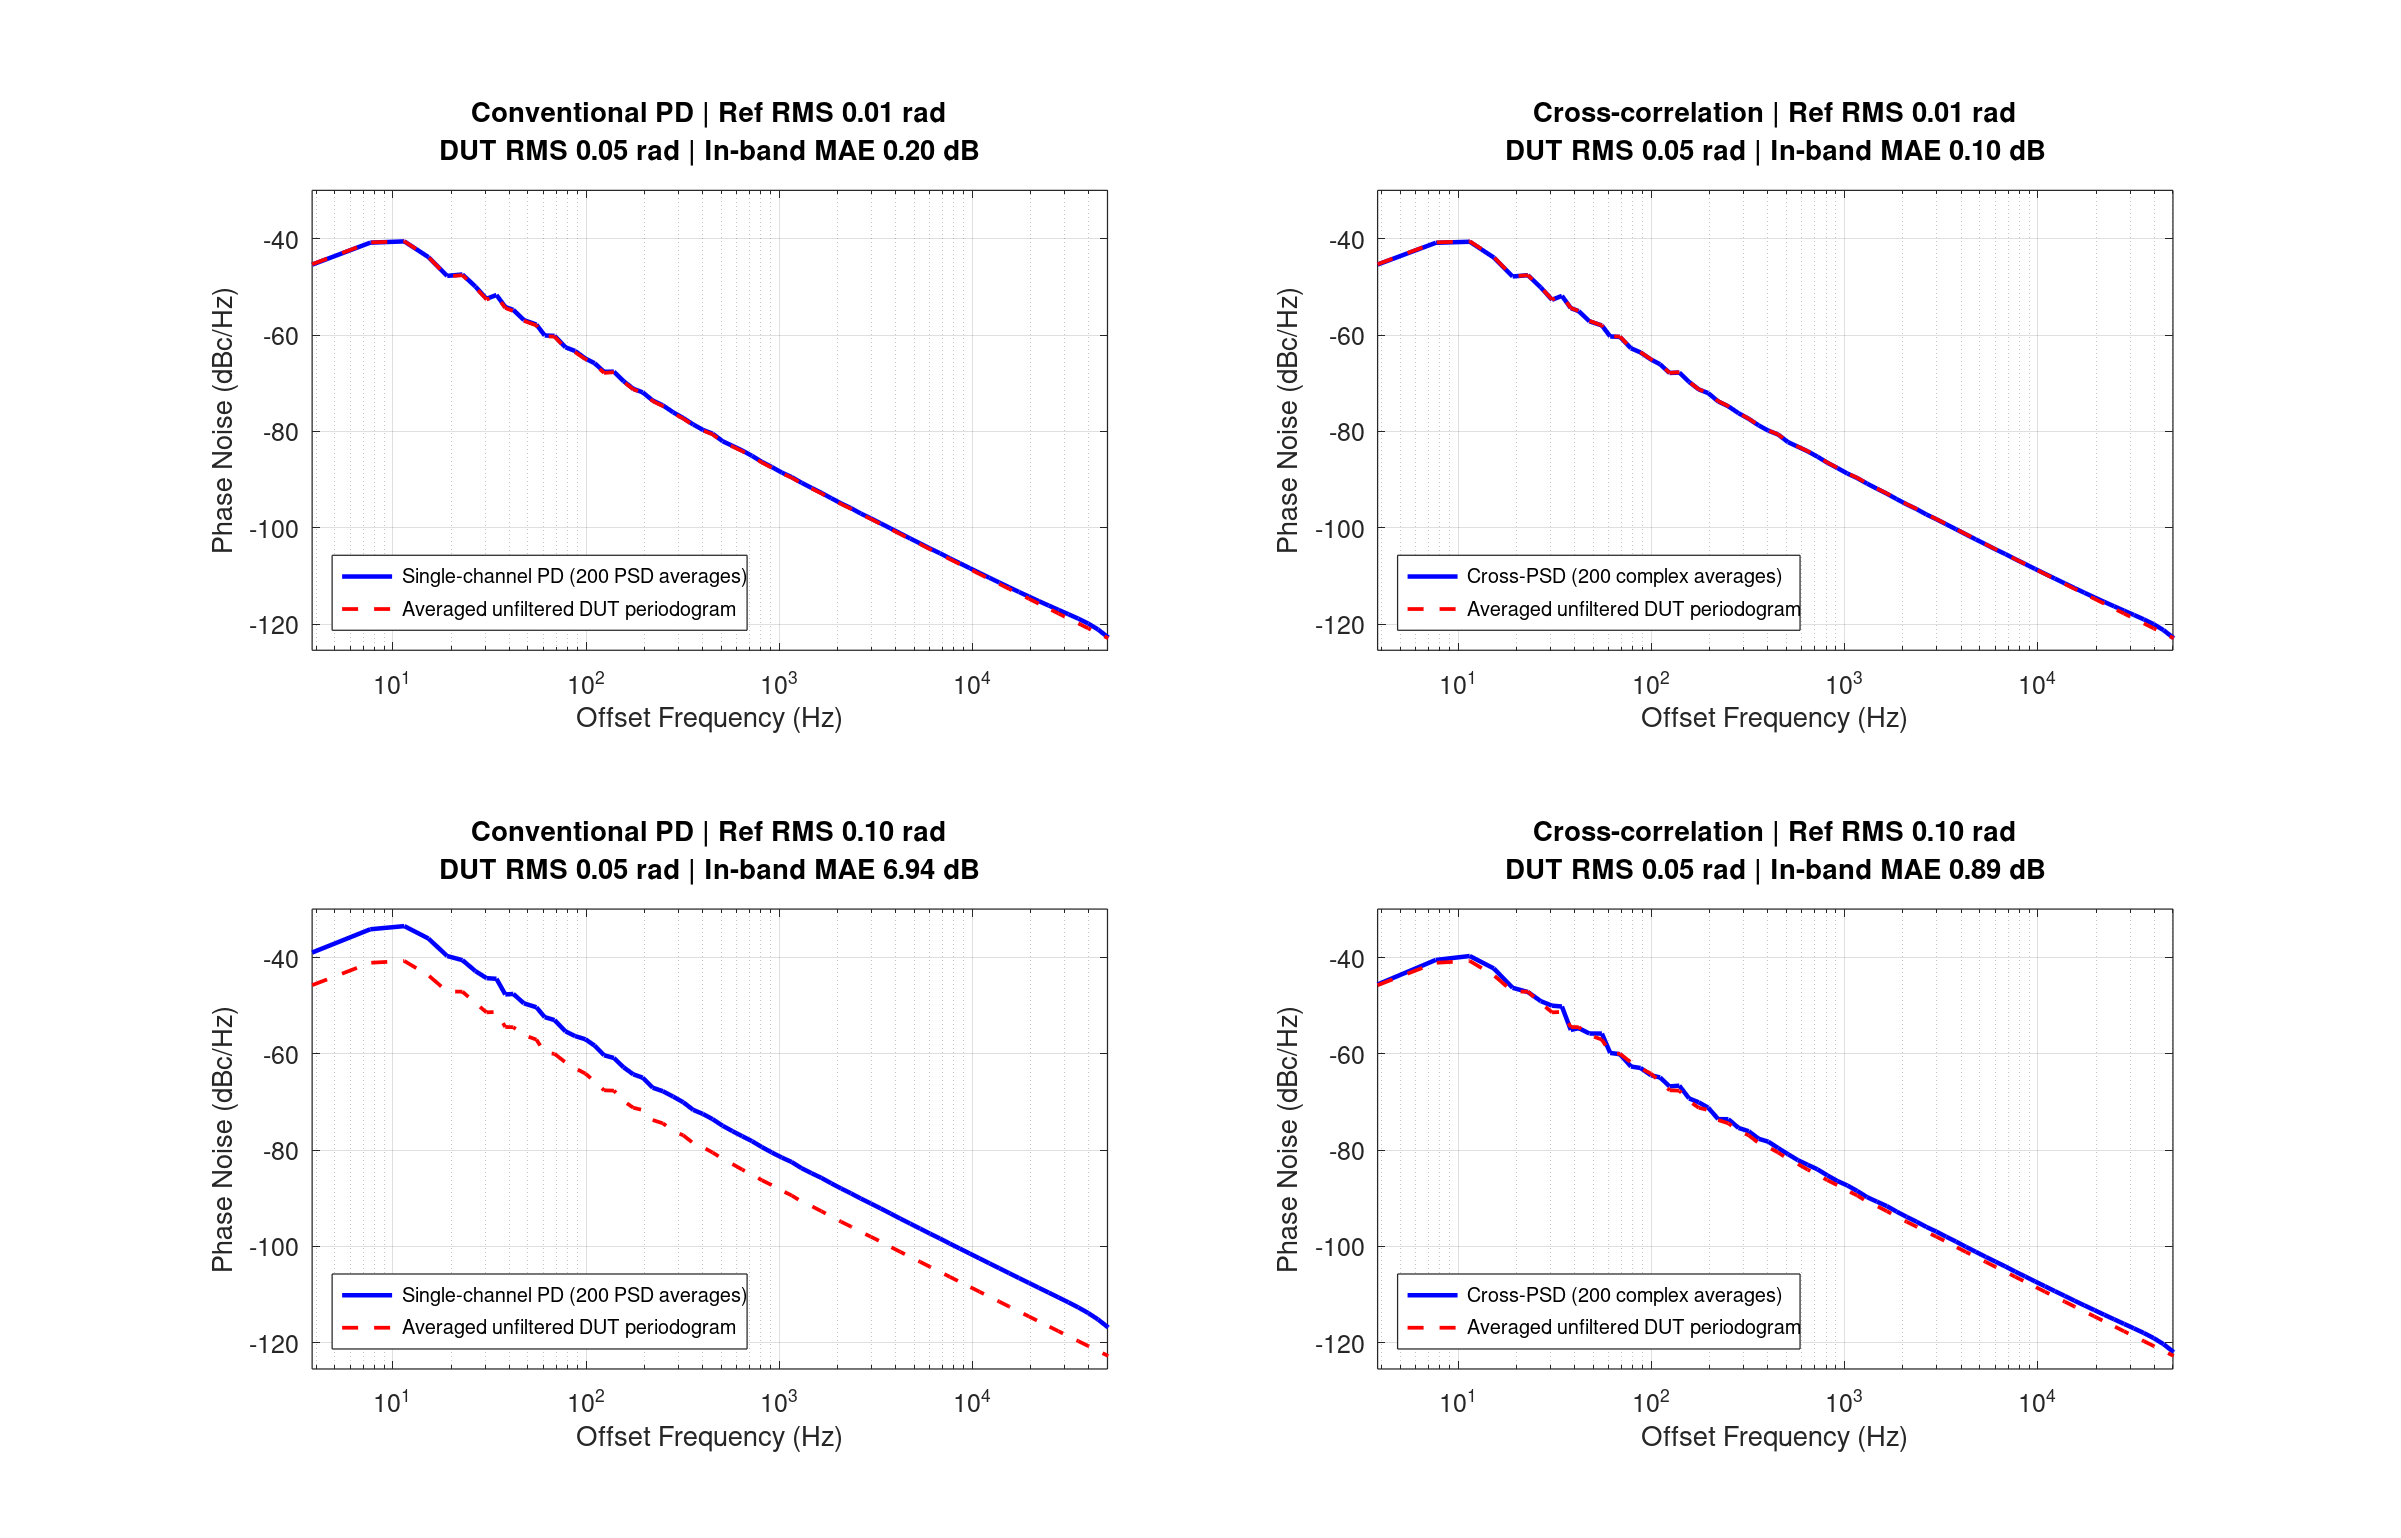 Conventional PD | Ref RMS 0.01 rad
DUT RMS 0.05 rad | In-band MAE 0.20 dB
Phase Noise (dBc/Hz)
-40
-60
-80
-100
-120
Single-channel PD (200 PSD averages)
Averaged unfiltered DUT periodogram
10¹
10²
10³
10⁴
Offset Frequency (Hz)
Cross-correlation | Ref RMS 0.01 rad
DUT RMS 0.05 rad | In-band MAE 0.10 dB
Phase Noise (dBc/Hz)
-40
-60
-80
-100
-120
Cross-PSD (200 complex averages)
Averaged unfiltered DUT periodogram
10¹
10²
10³
10⁴
Offset Frequency (Hz)
Conventional PD | Ref RMS 0.10 rad
DUT RMS 0.05 rad | In-band MAE 6.94 dB
Phase Noise (dBc/Hz)
-40
-60
-80
-100
-120
Single-channel PD (200 PSD averages)
Averaged unfiltered DUT periodogram
10¹
10²
10³
10⁴
Offset Frequency (Hz)
Cross-correlation | Ref RMS 0.10 rad
DUT RMS 0.05 rad | In-band MAE 0.89 dB
Phase Noise (dBc/Hz)
-40
-60
-80
-100
-120
Cross-PSD (200 complex averages)
Averaged unfiltered DUT periodogram
10¹
10²
10³
10⁴
Offset Frequency (Hz)